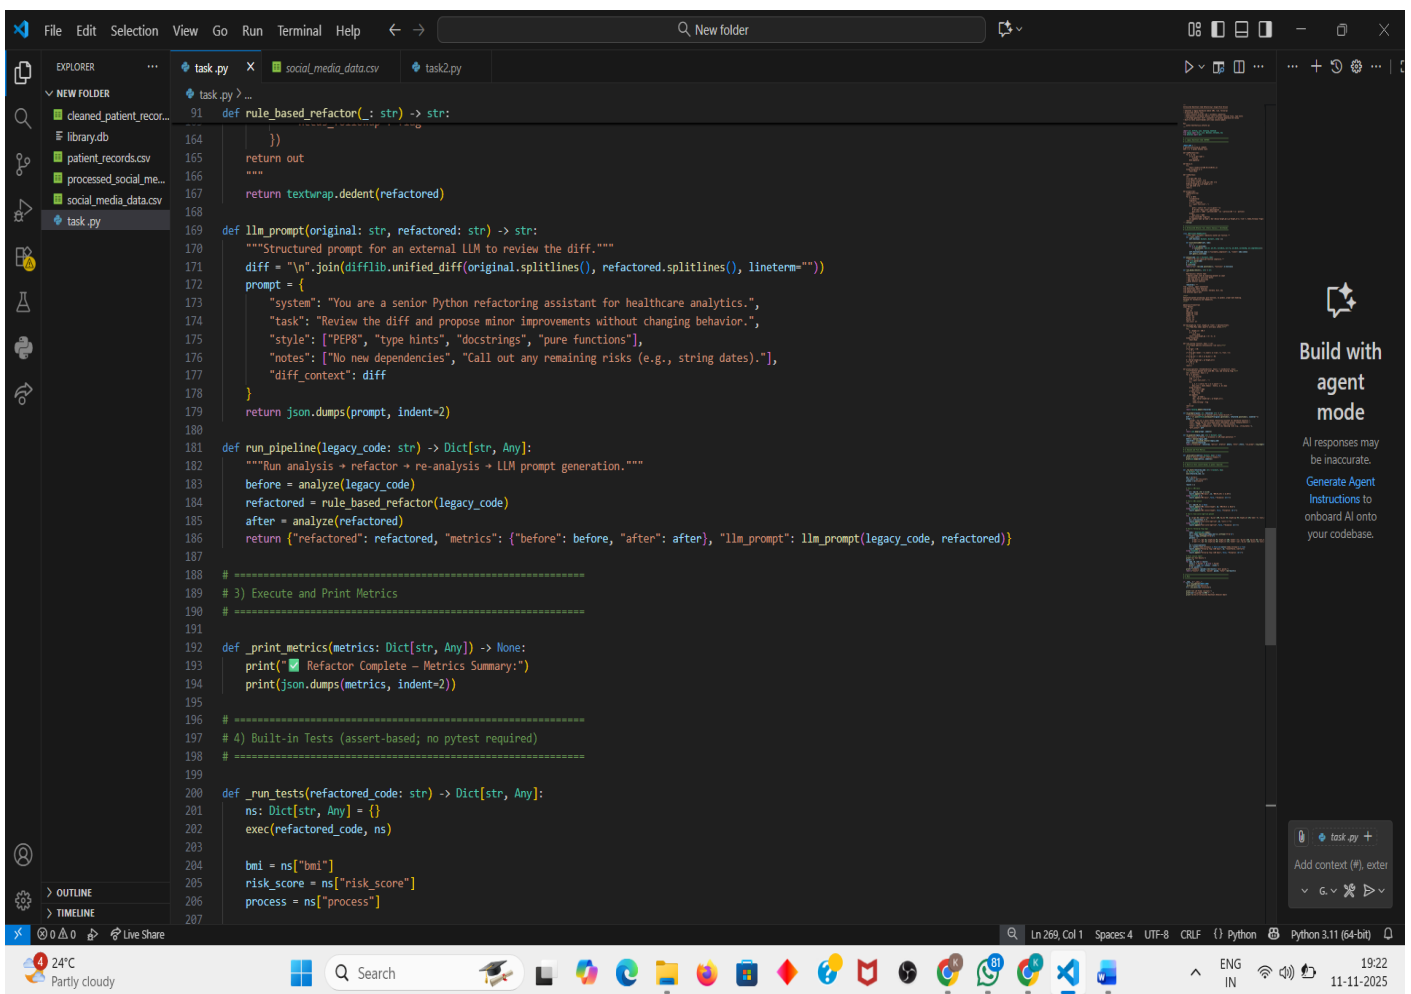 File Edit Selection View Go Run Terminal Help
New folder
EXPLORER
NEW FOLDER
cleaned_patient_recor...
library.db
patient_records.csv
processed_social_me...
social_media_data.csv
task .py
OUTLINE
TIMELINE
task .py X social_media_data.csv task2.py
task .py > ...
91 def rule_based_refactor(_: str) -> str:
164 })
165 return out
166 """
167 return textwrap.dedent(refactored)
168
169 def llm_prompt(original: str, refactored: str) -> str:
170 """Structured prompt for an external LLM to review the diff."""
171 diff = "\n".join(difflib.unified_diff(original.splitlines(), refactored.splitlines(), lineterm=""))
172 prompt = {
173 "system": "You are a senior Python refactoring assistant for healthcare analytics.",
174 "task": "Review the diff and propose minor improvements without changing behavior.",
175 "style": ["PEP8", "type hints", "docstrings", "pure functions"],
176 "notes": ["No new dependencies", "Call out any remaining risks (e.g., string dates)."],
177 "diff_context": diff
178 }
179 return json.dumps(prompt, indent=2)
180
181 def run_pipeline(legacy_code: str) -> Dict[str, Any]:
182 """Run analysis → refactor → re-analysis → LLM prompt generation."""
183 before = analyze(legacy_code)
184 refactored = rule_based_refactor(legacy_code)
185 after = analyze(refactored)
186 return {"refactored": refactored, "metrics": {"before": before, "after": after}, "llm_prompt": llm_prompt(legacy_code, refactored)}
187
188 # ============================================================
189 # 3) Execute and Print Metrics
190 # ============================================================
191
192 def _print_metrics(metrics: Dict[str, Any]) -> None:
193 print("✅ Refactor Complete – Metrics Summary:")
194 print(json.dumps(metrics, indent=2))
195
196 # ============================================================
197 # 4) Built-in Tests (assert-based; no pytest required)
198 # ============================================================
199
200 def _run_tests(refactored_code: str) -> Dict[str, Any]:
201 ns: Dict[str, Any] = {}
202 exec(refactored_code, ns)
203
204 bmi = ns["bmi"]
205 risk_score = ns["risk_score"]
206 process = ns["process"]
207
Build with
agent
mode
AI responses may
be inaccurate.
Generate Agent
Instructions to
onboard AI onto
your codebase.
task .py +
Add context (#), exter
G.
0 0 Live Share
Ln 269, Col 1 Spaces: 4 UTF-8 CRLF {} Python Python 3.11 (64-bit)
4
24°C
Partly cloudy
Search
K
81
K
ENG
IN
19:22
11-11-2025